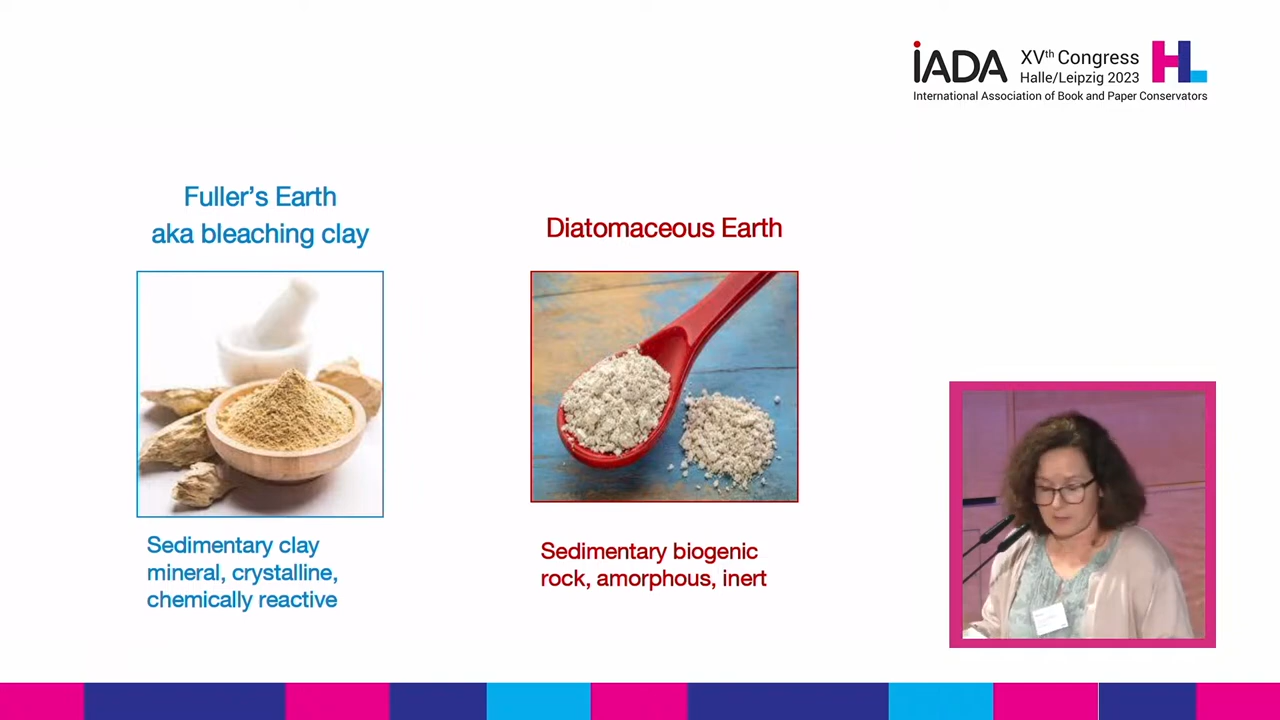 iADA
XVth Congress
Halle/Leipzig 2023
HL
International Association of Book and Paper Conservators
Fuller's Earth
aka bleaching clay
Diatomaceous Earth
Sedimentary clay
mineral, crystalline,
chemically reactive
Sedimentary biogenic
rock, amorphous, inert